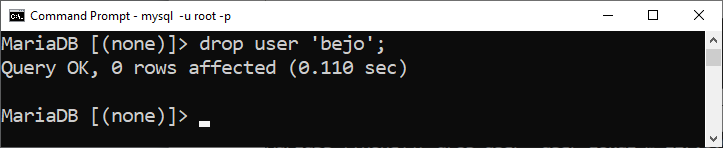 Command Prompt - mysql -u root -p
MariaDB [(none)]> drop user 'bejo';
Query OK, 0 rows affected (0.110 sec)
MariaDB [(none)]>